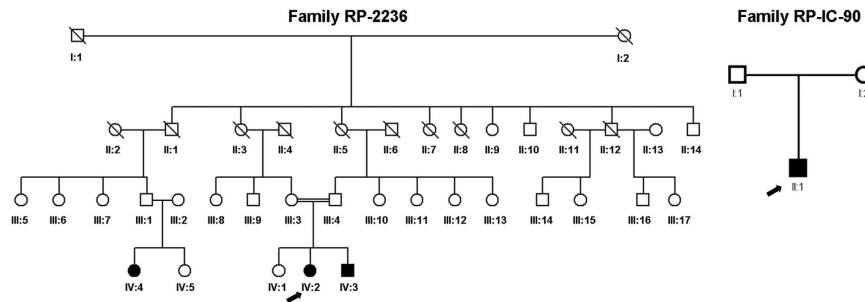 Family RP-2236
Family RP-IC-90
I:1 I:2
I:1
II:2 II:1 II:3 II:4 II:5 II:6 II:7 II:8 II:9 II:10 II:11 II:12 II:13 II:14
II:1
III:5 III:6 III:7 III:1 III:2 III:8 III:9 III:3 III:4 III:10 III:11 III:12 III:13 III:14 III:15 III:16 III:17
IV:4 IV:5 IV:1 IV:2 IV:3